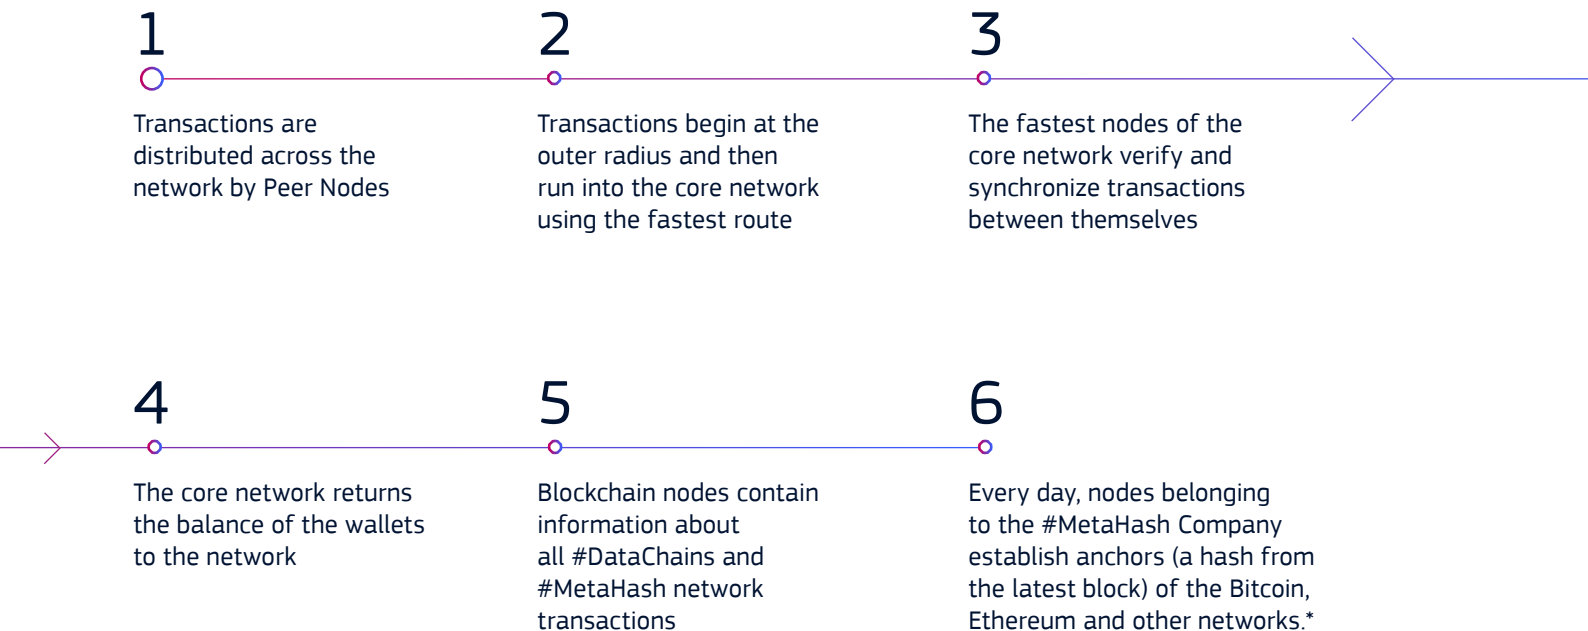 1
Transactions are
distributed across the
network by Peer Nodes
2
Transactions begin at the
outer radius and then
run into the core network
using the fastest route
3
The fastest nodes of the
core network verify and
synchronize transactions
between themselves
4
The core network returns
the balance of the wallets
to the network
5
Blockchain nodes contain
information about
all #DataChains and
#MetaHash network
transactions
6
Every day, nodes belonging
to the #MetaHash Company
establish anchors (a hash from
the latest block) of the Bitcoin,
Ethereum and other networks.*